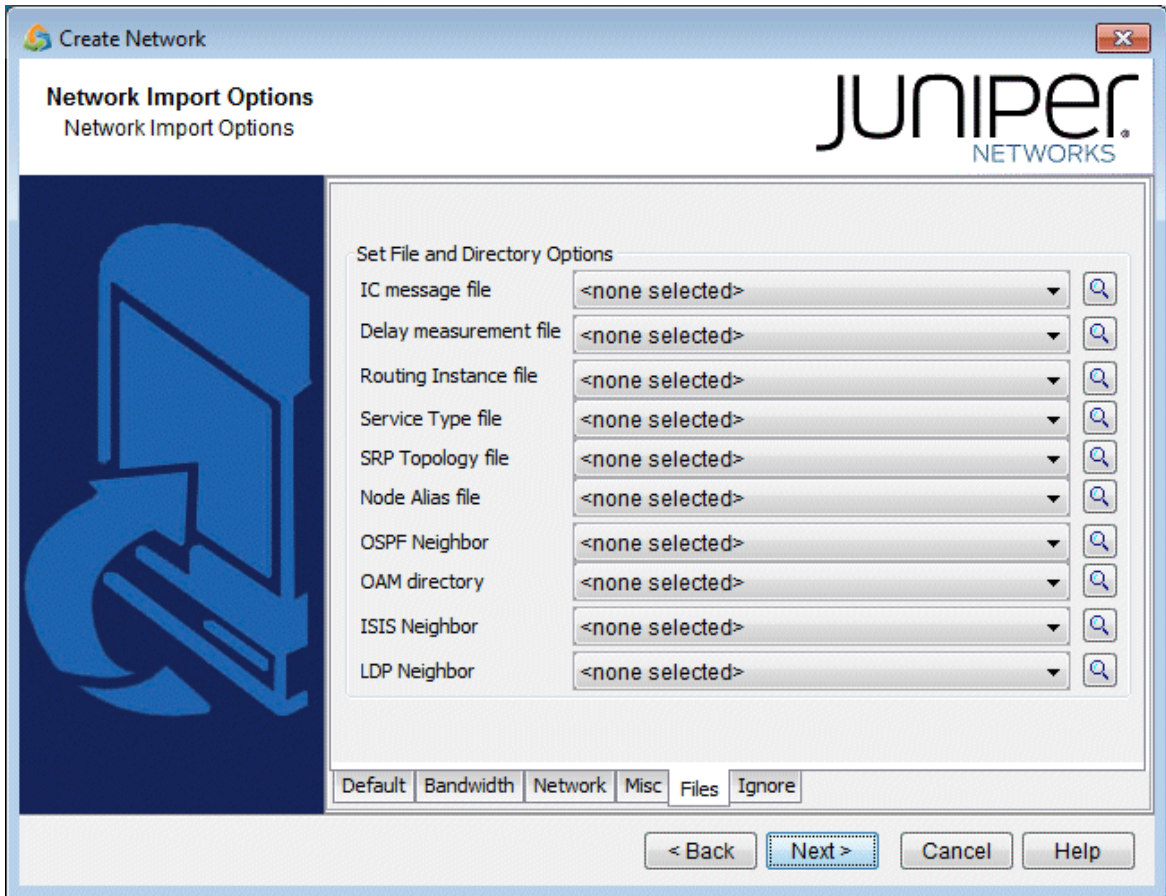 Create Network
Network Import Options
Network Import Options
JUNIPER
NETWORKS
Set File and Directory Options
IC message file <none selected>
Delay measurement file <none selected>
Routing Instance file <none selected>
Service Type file <none selected>
SRP Topology file <none selected>
Node Alias file <none selected>
OSPF Neighbor <none selected>
OAM directory <none selected>
ISIS Neighbor <none selected>
LDP Neighbor <none selected>
Default Bandwidth Network Misc Files Ignore
< Back Next > Cancel Help